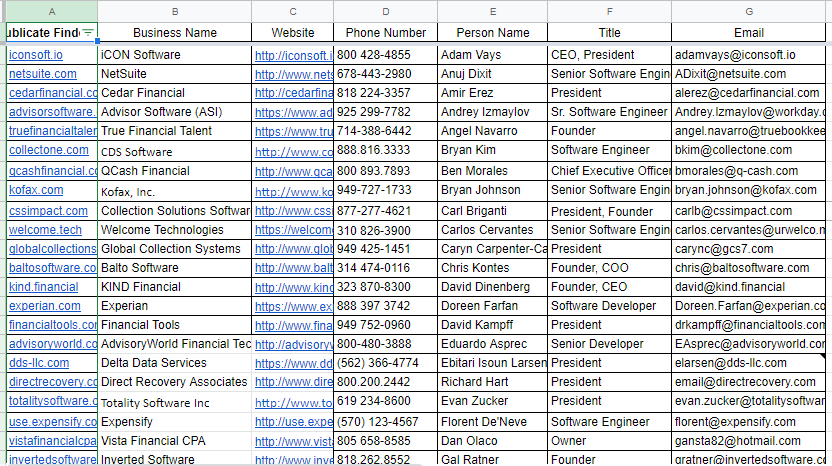 A B C D E F G
ublicate Finde Business Name Website Phone Number Person Name Title Email
iconsoft.io iCON Software http://iconsoft.i 800 428-4855 Adam Vays CEO, President adamvays@iconsoft.io
netsuite.com NetSuite http://www.nets 678-443-2980 Anuj Dixit Senior Software Engin ADixit@netsuite.com
cedarfinancial.co Cedar Financial http://cedarfina 818 224-3357 Amir Erez President alerez@cedarfinancial.com
advisorsoftware. Advisor Software (ASI) https://www.ad 925 299-7782 Andrey Izmaylov Sr. Software Engineer Andrey.Izmaylov@workday.c
truefinancialtaler True Financial Talent https://www.tru 714-388-6442 Angel Navarro Founder angel.navarro@truebookkee
collectone.com CDS Software http://www.co 888.816.3333 Bryan Kim Software Engineer bkim@collectone.com
qcashfinancial.co QCash Financial http://www.qca 800 893.7893 Ben Morales Chief Executive Officer bmorales@q-cash.com
kofax.com Kofax, Inc. http://www.ko 949-727-1733 Bryan Johnson Senior Software Engin bryan.johnson@kofax.com
cssimpact.com Collection Solutions Softwar http://www.cssi 877-277-4621 Carl Briganti President, Founder carlb@cssimpact.com
welcome.tech Welcome Technologies https://welcome 310 826-3900 Carlos Cervantes Senior Software Engin carlos.cervantes@urwelco.m
globalcollections Global Collection Systems http://www.glob 949 425-1451 Caryn Carpenter-Ca President carync@gcs7.com
baltosoftware.co Balto Software http://www.balt 314 474-0116 Chris Kontes Founder, COO chris@baltosoftware.com
kind.financial KIND Financial http://www.kind 323 870-8300 David Dinenberg Founder, CEO david@kind.financial
experian.com Experian https://www.ex 888 397 3742 Doreen Farfan Software Developer Doreen.Farfan@experian.co
financialtools.cor Financial Tools http://www.fina 949 752-0960 David Kampff President drkampff@financialtools.com
advisoryworld.co AdvisoryWorld Financial Tec http://advisory 800-480-3888 Eduardo Asprec Senior Developer EAsprec@advisoryworld.co
dds-llc.com Delta Data Services https://www.dd (562) 366-4774 Ebitari Isoun Larsen President elarsen@dds-llc.com
directrecovery.co Direct Recovery Associates http://www.dire 800.200.2442 Richard Hart President email@directrecovery.com
totalitysoftware.c Totality Software Inc http://www.to 619 234-8600 Evan Zucker President evan.zucker@totalitysoftwar
use.expensify.co Expensify http://use.expe (570) 123-4567 Florent De'Neve Software Engineer florent@expensify.com
vistafinancialcpa Vista Financial CPA http://www.vist 805 658-8585 Dan Olaco Owner gansta82@hotmail.com
invertedsoftware Inverted Software http://www.inve 818.262.8552 Gal Ratner Founder gratner@invertedsoftware.c